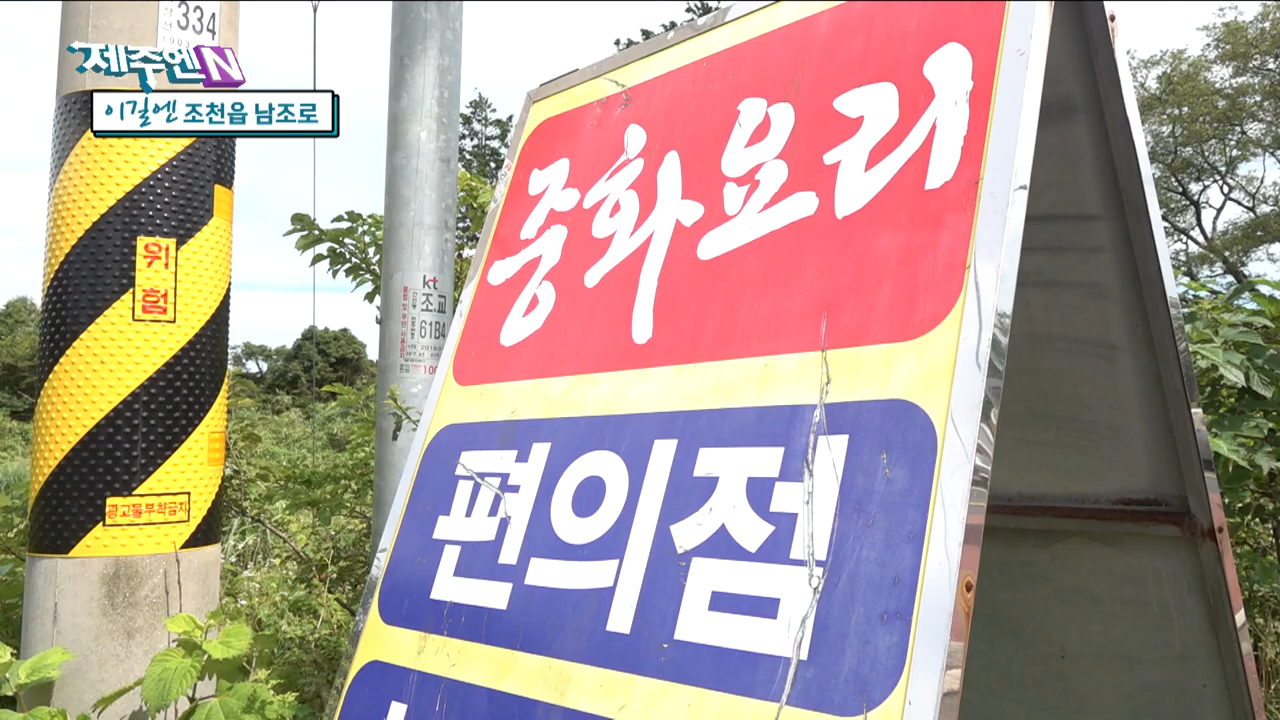 334
제주엔 N
이길엔 조천읍 남조로
위험
광고물부착금지
kt
조교
61B4
중화요리
편의점